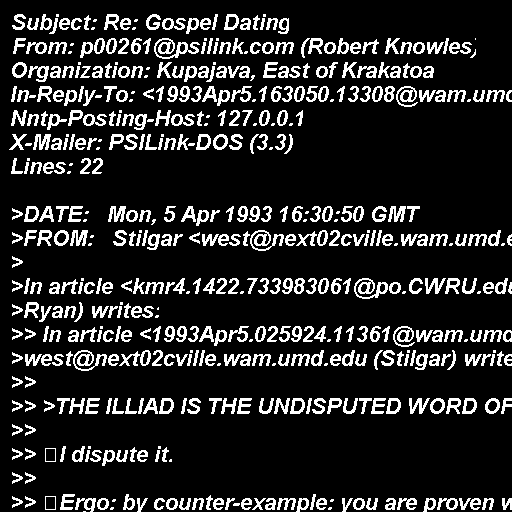 Subject: Re: Gospel Dating
From: p00261@psilink.com (Robert Knowles)
Organization: Kupajava, East of Krakatoa
In-Reply-To: <1993Apr5.163050.13308@wam.umd
Nntp-Posting-Host: 127.0.0.1
X-Mailer: PSILink-DOS (3.3)
Lines: 22

>DATE:   Mon, 5 Apr 1993 16:30:50 GMT
>FROM:   Stilgar <west@next02cville.wam.umd.e
>
>In article <kmr4.1422.733983061@po.CWRU.edu
>Ryan) writes:
>> In article <1993Apr5.025924.11361@wam.umd
>west@next02cville.wam.umd.edu (Stilgar) write
>>
>> >THE ILLIAD IS THE UNDISPUTED WORD OF
>>
>> I dispute it.
>>
>> Ergo: by counter-example: you are proven w